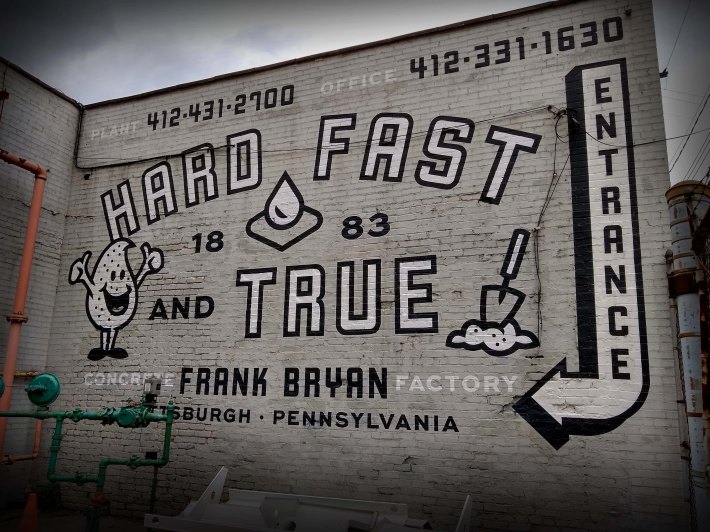 PLANT 412-431-2700 OFFICE 412-331-1630
HARD FAST
18 83
AND TRUE
CONCRETE FRANK BRYAN FACTORY
TSBURGH · PENNSYLVANIA
ENTRANCE